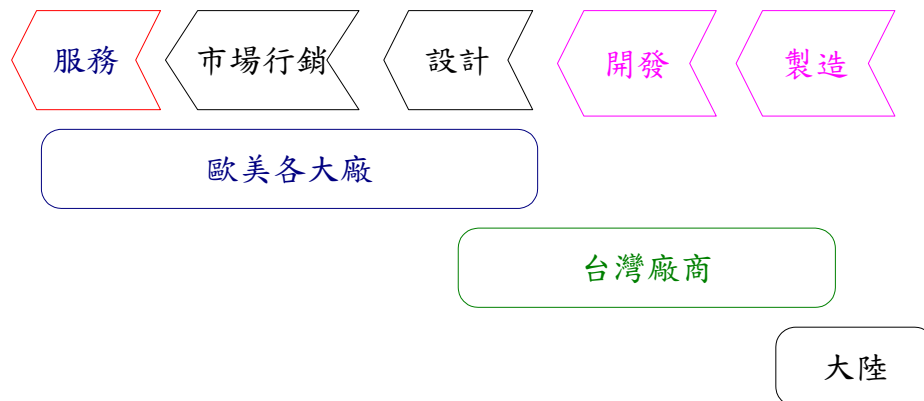 服務 市場行銷 設計 開發 製造
歐美各大廠
台灣廠商
大陸